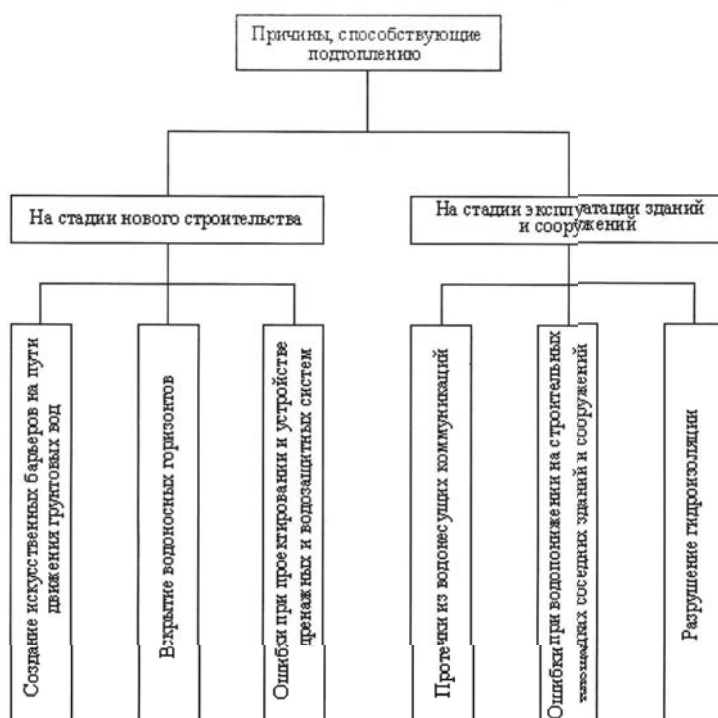 Причины, способствующие
подтоплению
На стадии нового строительства
На стадии эксплуатации зданий
и сооружений
Создание искусственных барьеров на пути
движения грунтовых вод
Вскрытие водоносных горизонтов
Ошибки при проектировании и устройстве
дренажных и водозащитных систем
Протечки из водонесущих коммуникаций
Ошибки при водопонижении на строительных
площадках соседних зданий и сооружений
Разрушение гидроизоляции